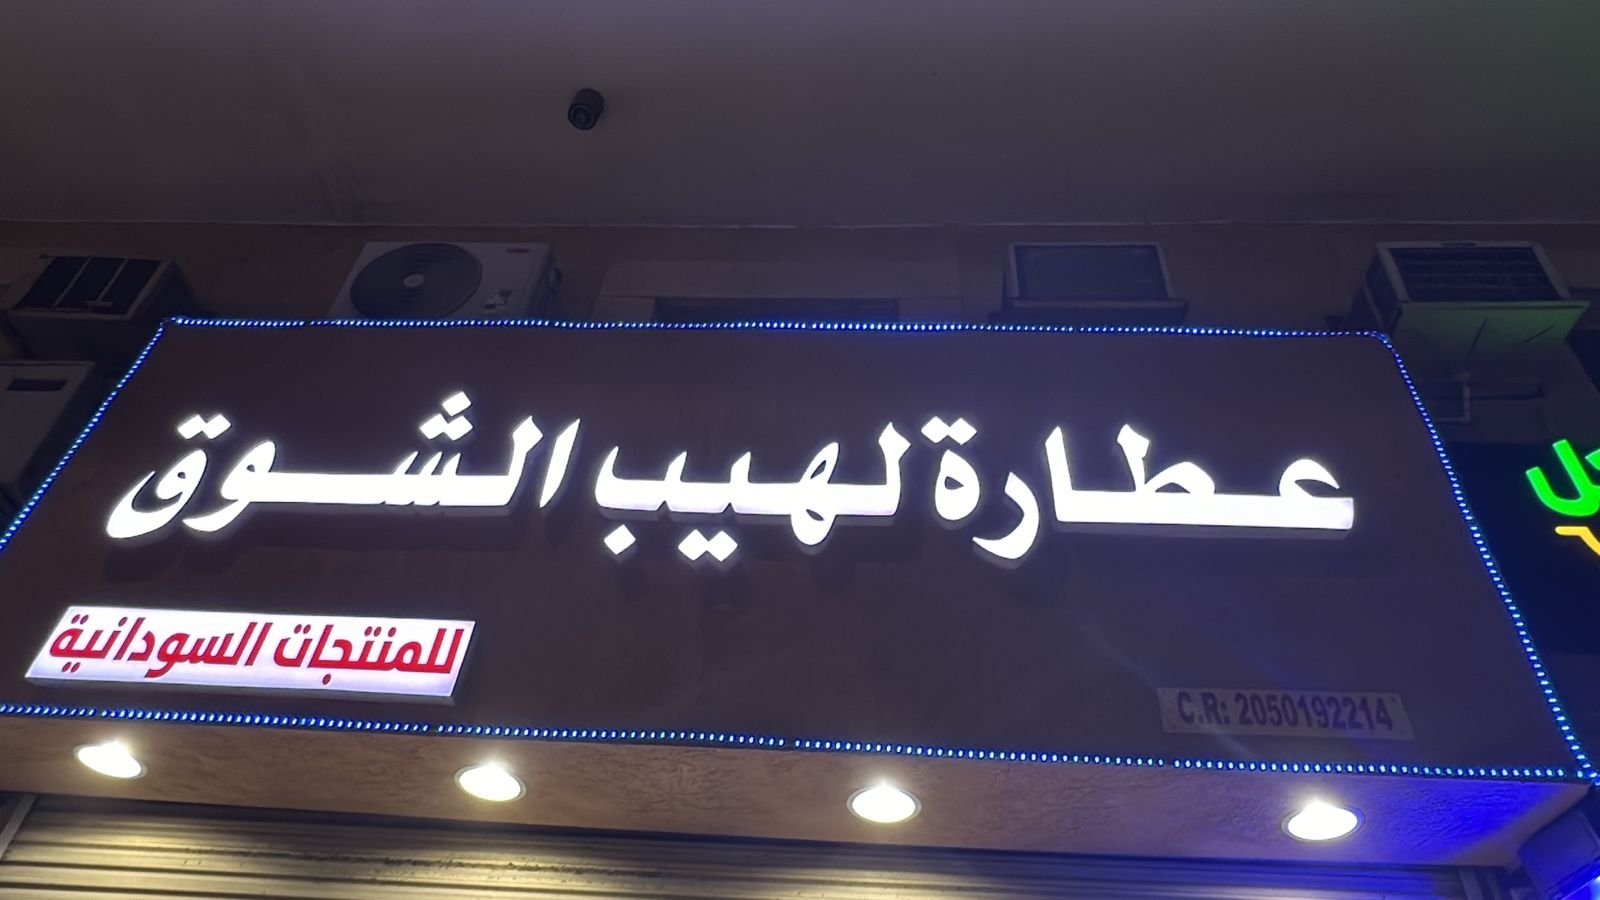 عطارة لهيب الشوق
للمنتجات السودانية
C.R: 2050192214